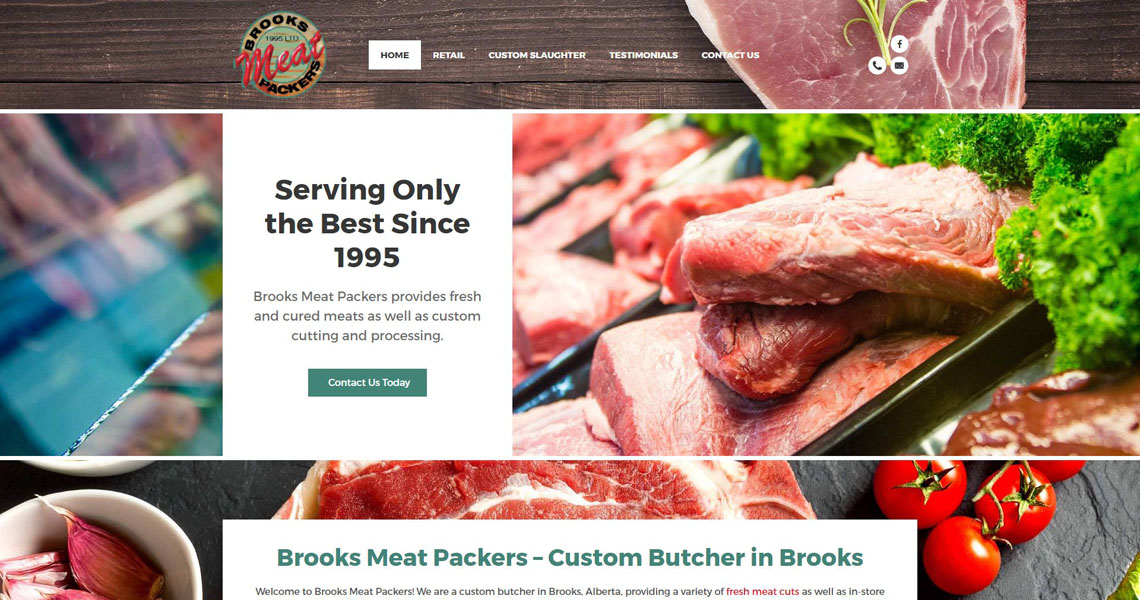 BROOKS
1995 LTD.
Meat
PACKERS
HOME RETAIL CUSTOM SLAUGHTER TESTIMONIALS CONTACT US
Serving Only
the Best Since
1995
Brooks Meat Packers provides fresh
and cured meats as well as custom
cutting and processing.
Contact Us Today
Brooks Meat Packers – Custom Butcher in Brooks
Welcome to Brooks Meat Packers! We are a custom butcher in Brooks, Alberta, providing a variety of fresh meat cuts as well as in-store